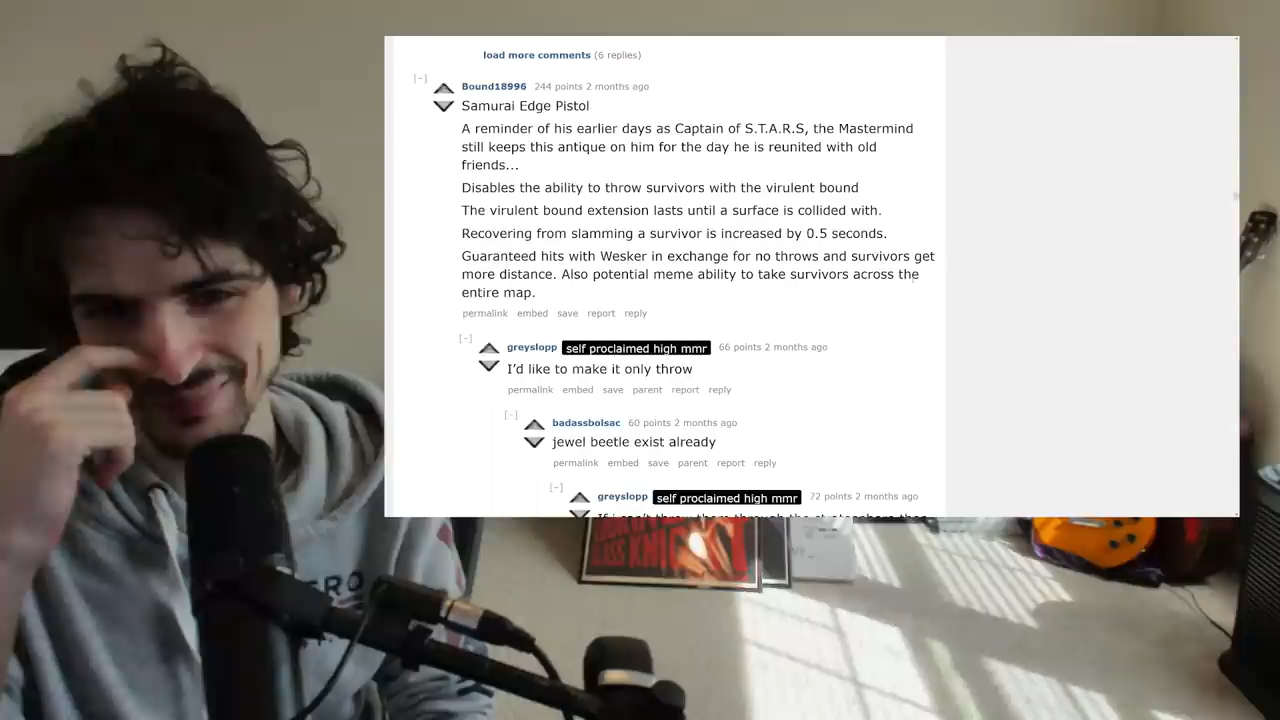 load more comments (6 replies)
[–]
Bound18996 244 points 2 months ago
Samurai Edge Pistol
A reminder of his earlier days as Captain of S.T.A.R.S, the Mastermind
still keeps this antique on him for the day he is reunited with old
friends...
Disables the ability to throw survivors with the virulent bound
The virulent bound extension lasts until a surface is collided with.
Recovering from slamming a survivor is increased by 0.5 seconds.
Guaranteed hits with Wesker in exchange for no throws and survivors get
more distance. Also potential meme ability to take survivors across the
entire map.
permalink embed save report reply
[–]
greyslopp self proclaimed high mmr 66 points 2 months ago
I'd like to make it only throw
permalink embed save parent report reply
[–]
badassbolsac 60 points 2 months ago
jewel beetle exist already
permalink embed save parent report reply
[–]
greyslopp self proclaimed high mmr 72 points 2 months ago